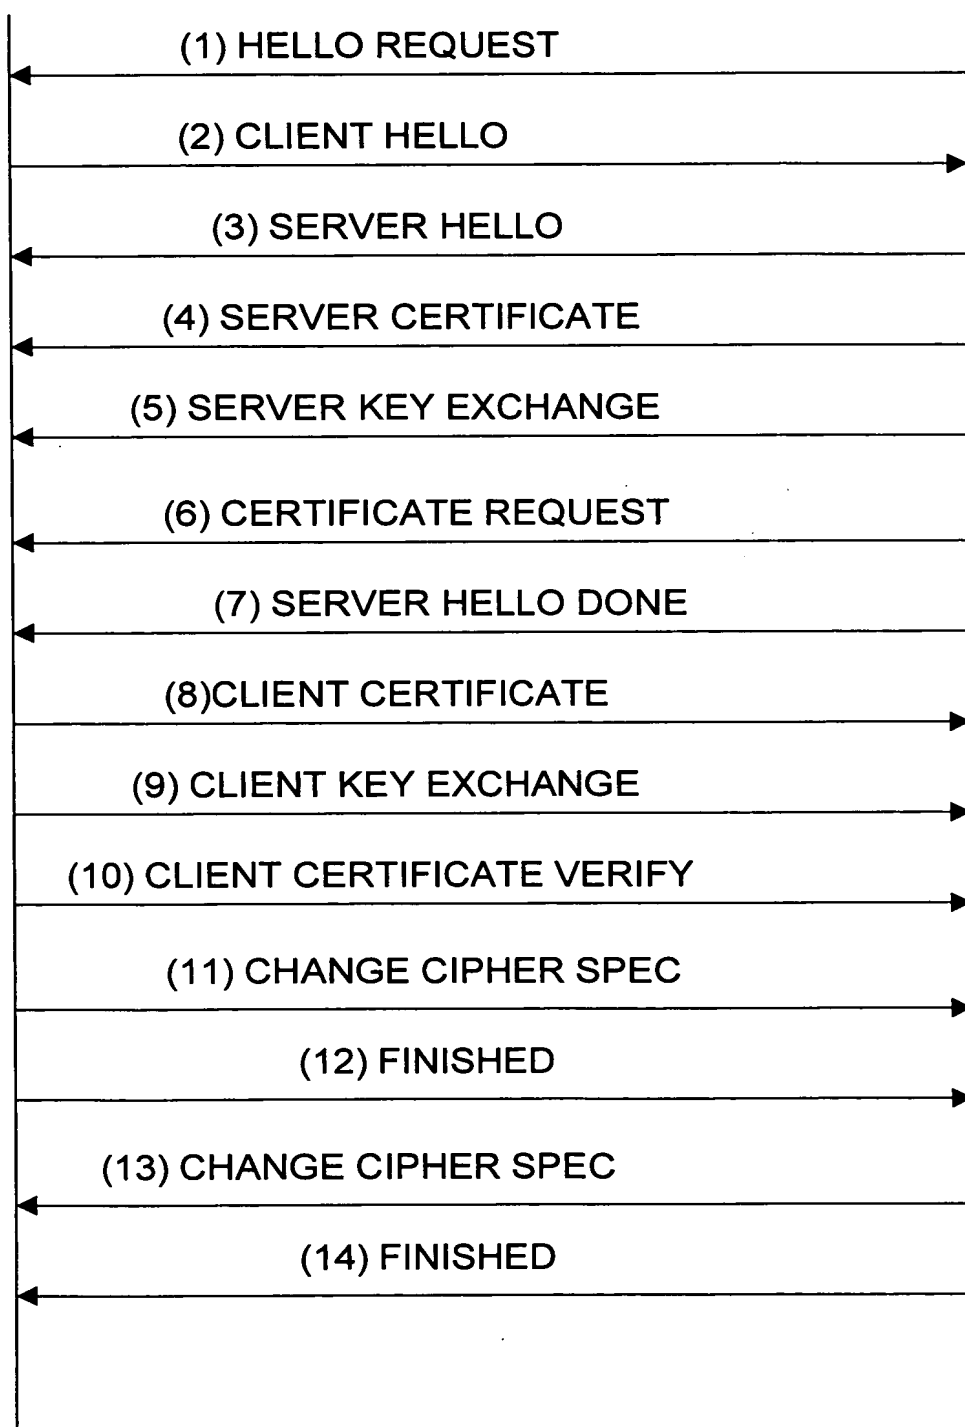 (1) HELLO REQUEST
(2) CLIENT HELLO
(3) SERVER HELLO
(4) SERVER CERTIFICATE
(5) SERVER KEY EXCHANGE
(6) CERTIFICATE REQUEST
(7) SERVER HELLO DONE
(8)CLIENT CERTIFICATE
(9) CLIENT KEY EXCHANGE
(10) CLIENT CERTIFICATE VERIFY
(11) CHANGE CIPHER SPEC
(12) FINISHED
(13) CHANGE CIPHER SPEC
(14) FINISHED